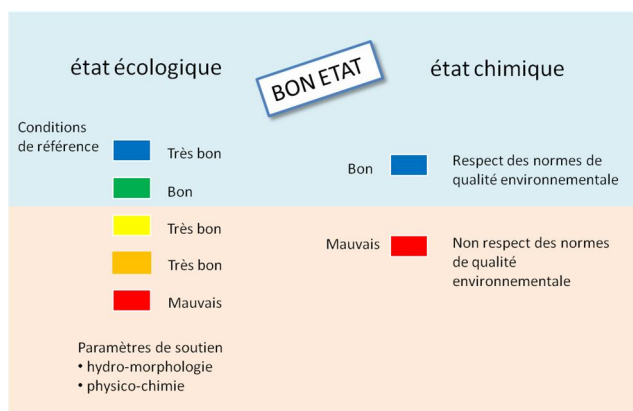 état écologique
BON ETAT
état chimique
Conditions
de référence
Très bon
Bon
Très bon
Très bon
Mauvais
Paramètres de soutien
• hydro-morphologie
• physico-chimie
Bon
Respect des normes de
qualité environnementale
Mauvais
Non respect des normes
de qualité
environnementale